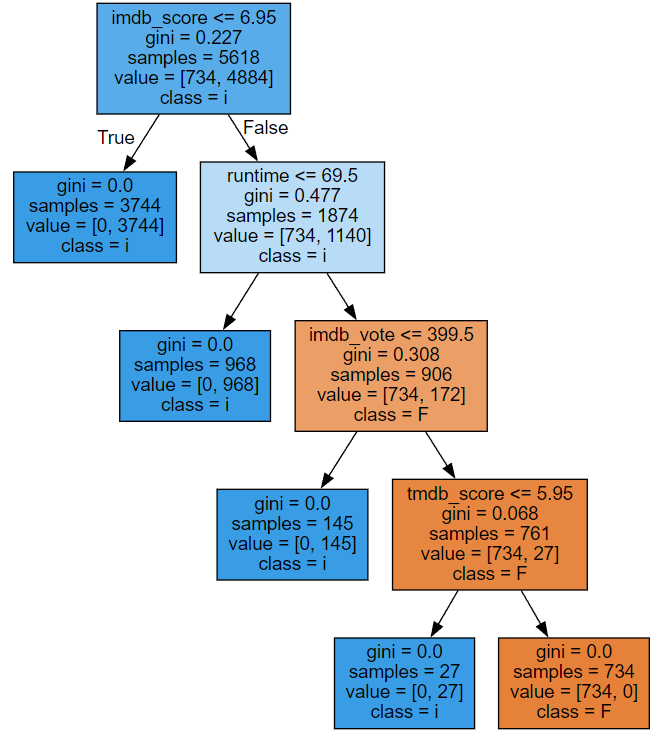 imdb_score <= 6.95
gini = 0.227
samples = 5618
value = [734, 4884]
class = i
True
False
gini = 0.0
samples = 3744
value = [0, 3744]
class = i
runtime <= 69.5
gini = 0.477
samples = 1874
value = [734, 1140]
class = i
gini = 0.0
samples = 968
value = [0, 968]
class = i
imdb_vote <= 399.5
gini = 0.308
samples = 906
value = [734, 172]
class = F
gini = 0.0
samples = 145
value = [0, 145]
class = i
tmdb_score <= 5.95
gini = 0.068
samples = 761
value = [734, 27]
class = F
gini = 0.0
samples = 27
value = [0, 27]
class = i
gini = 0.0
samples = 734
value = [734, 0]
class = F